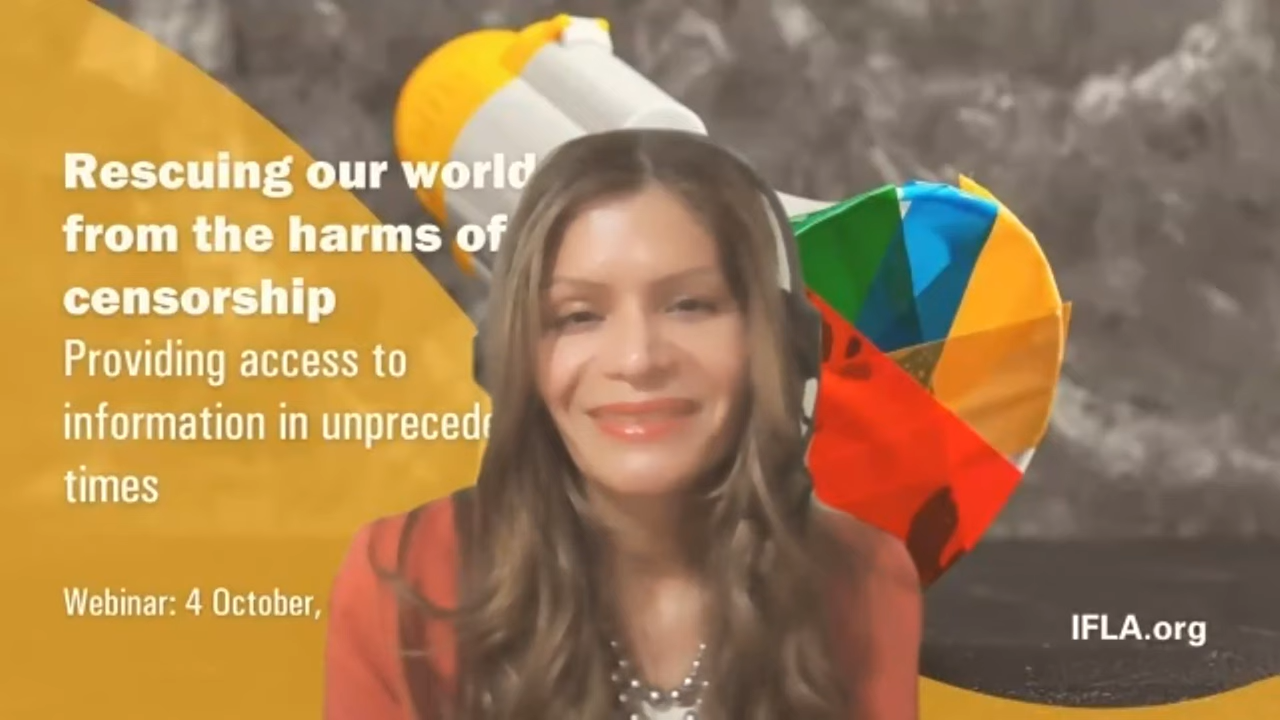 Rescuing our world
from the harms of
censorship
Providing access to
information in
times
Webinar: 4 October,
IFLA.org